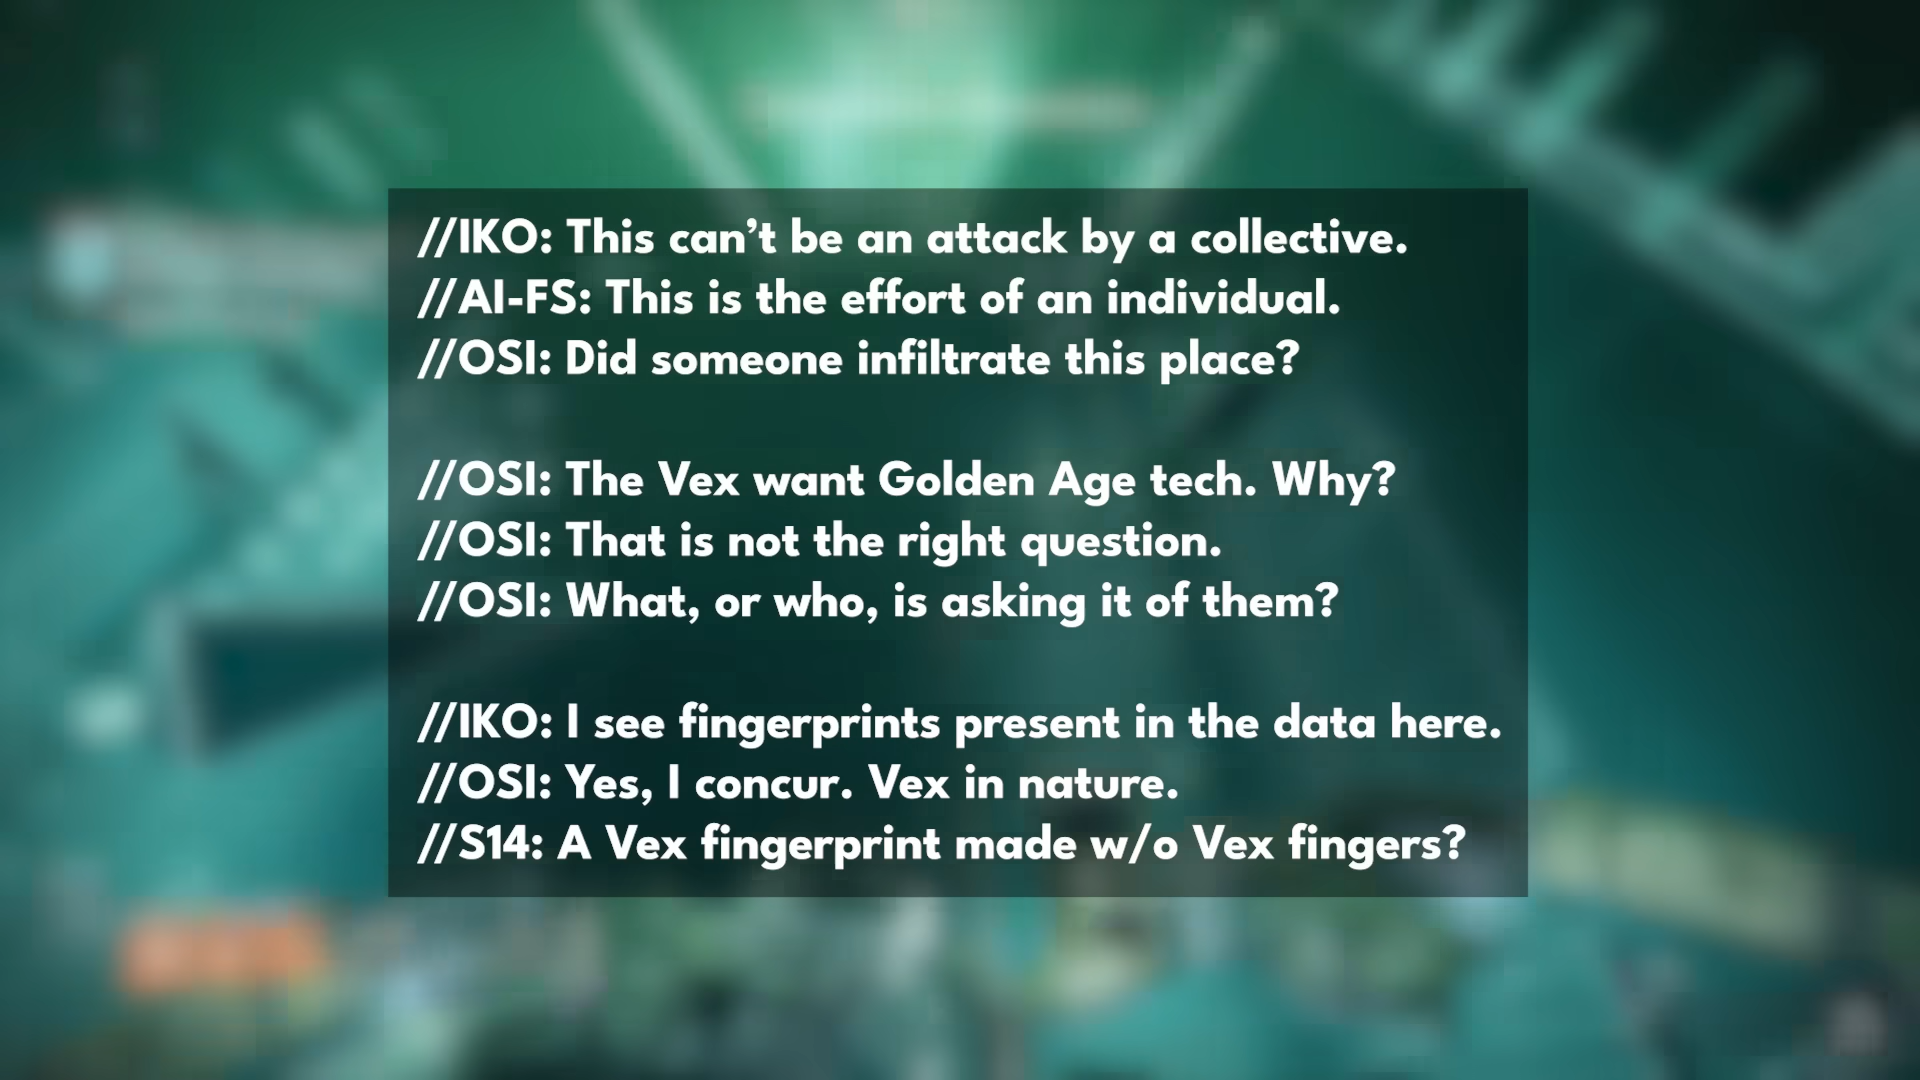 //IKO: This can’t be an attack by a collective.
//AI-FS: This is the effort of an individual.
//OSI: Did someone infiltrate this place?
//OSI: The Vex want Golden Age tech. Why?
//OSI: That is not the right question.
//OSI: What, or who, is asking it of them?
//IKO: I see fingerprints present in the data here.
//OSI: Yes, I concur. Vex in nature.
//S14: A Vex fingerprint made w/o Vex fingers?